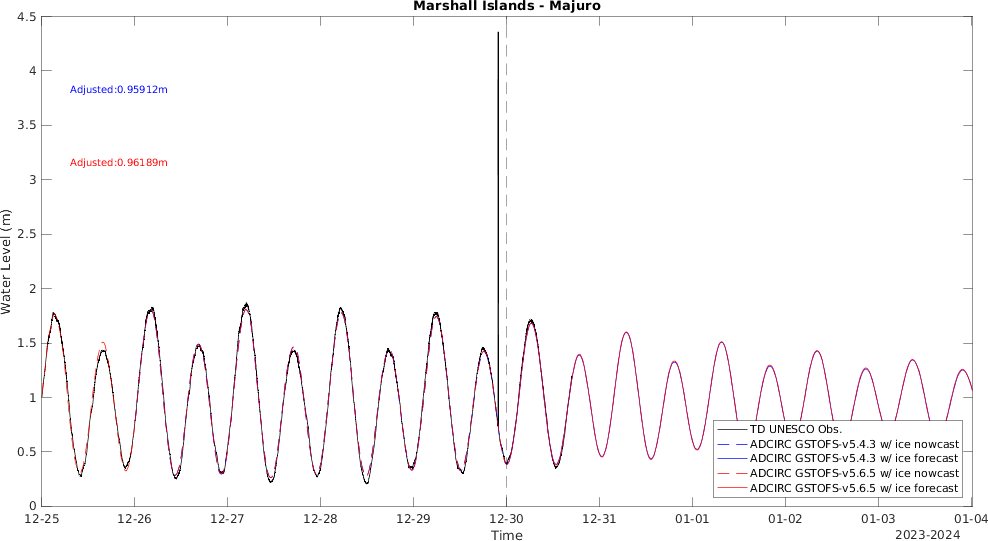 Marshall Islands - Majuro
4.5
4
3.5
3
2.5
2
1.5
1
0.5
0
Water Level (m)
Adjusted:0.95912m
Adjusted:0.96189m
TD UNESCO Obs.
ADCIRC GSTOFS-v5.4.3 w/ ice nowcast
ADCIRC GSTOFS-v5.4.3 w/ ice forecast
ADCIRC GSTOFS-v5.6.5 w/ ice nowcast
ADCIRC GSTOFS-v5.6.5 w/ ice forecast
12-25 12-26 12-27 12-28 12-29 12-30 12-31 01-01 01-02 01-03 01-04
Time
2023-2024